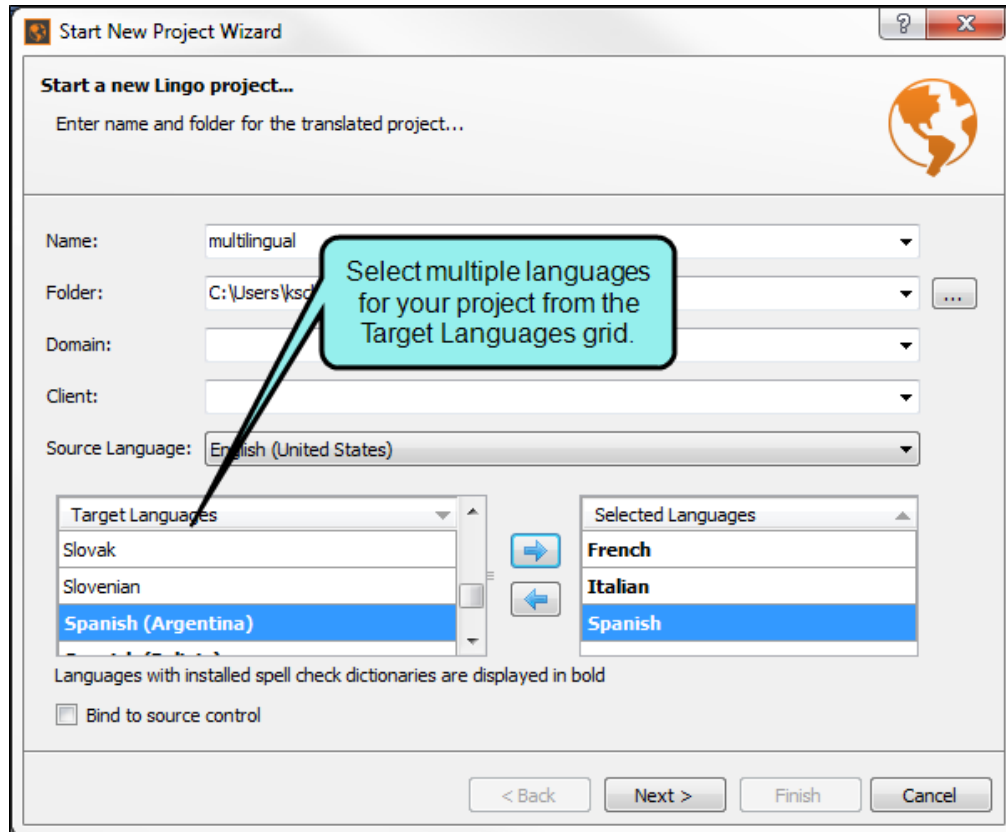 Start New Project Wizard
Start a new Lingo project...
Enter name and folder for the translated project...
Name:
multilingual
Select multiple languages
for your project from the
Target Languages grid.
Folder:
C:\Users\ksc
...
Domain:
Client:
Source Language:
English (United States)
Target Languages
Slovak
Slovenian
Spanish (Argentina)
Selected Languages
French
Italian
Spanish
Languages with installed spell check dictionaries are displayed in bold
Bind to source control
< Back
Next >
Finish
Cancel